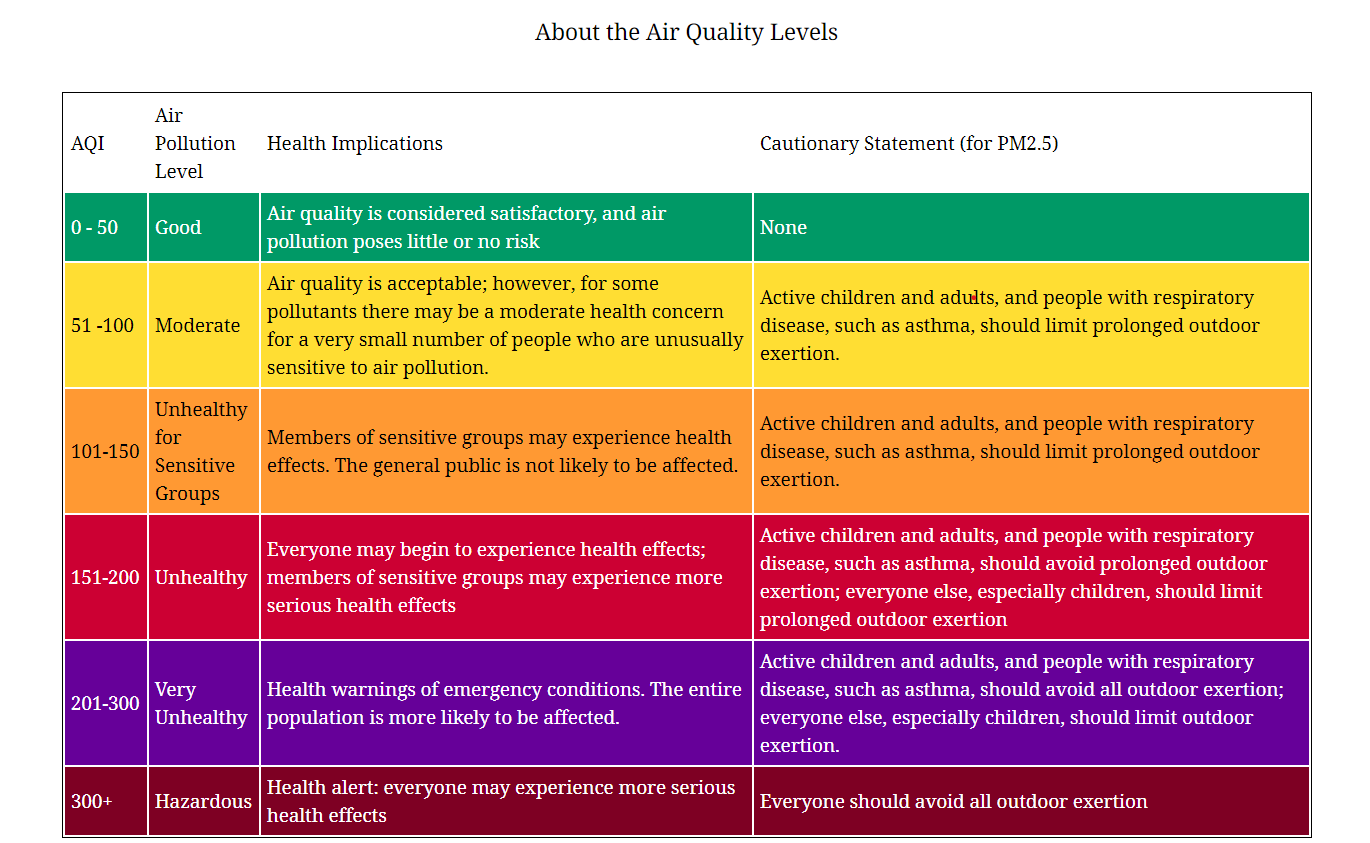 About the Air Quality Levels
AQI
Air
Pollution
Level
Health Implications
Cautionary Statement (for PM2.5)
0 - 50
Good
Air quality is considered satisfactory, and air
pollution poses little or no risk
None
51 -100
Moderate
Air quality is acceptable; however, for some
pollutants there may be a moderate health concern
for a very small number of people who are unusually
sensitive to air pollution.
Active children and adults, and people with respiratory
disease, such as asthma, should limit prolonged outdoor
exertion.
101-150
Unhealthy
for
Sensitive
Groups
Members of sensitive groups may experience health
effects. The general public is not likely to be affected.
Active children and adults, and people with respiratory
disease, such as asthma, should limit prolonged outdoor
exertion.
151-200
Unhealthy
Everyone may begin to experience health effects;
members of sensitive groups may experience more
serious health effects
Active children and adults, and people with respiratory
disease, such as asthma, should avoid prolonged outdoor
exertion; everyone else, especially children, should limit
prolonged outdoor exertion
201-300
Very
Unhealthy
Health warnings of emergency conditions. The entire
population is more likely to be affected.
Active children and adults, and people with respiratory
disease, such as asthma, should avoid all outdoor exertion;
everyone else, especially children, should limit outdoor
exertion.
300+
Hazardous
Health alert: everyone may experience more serious
health effects
Everyone should avoid all outdoor exertion